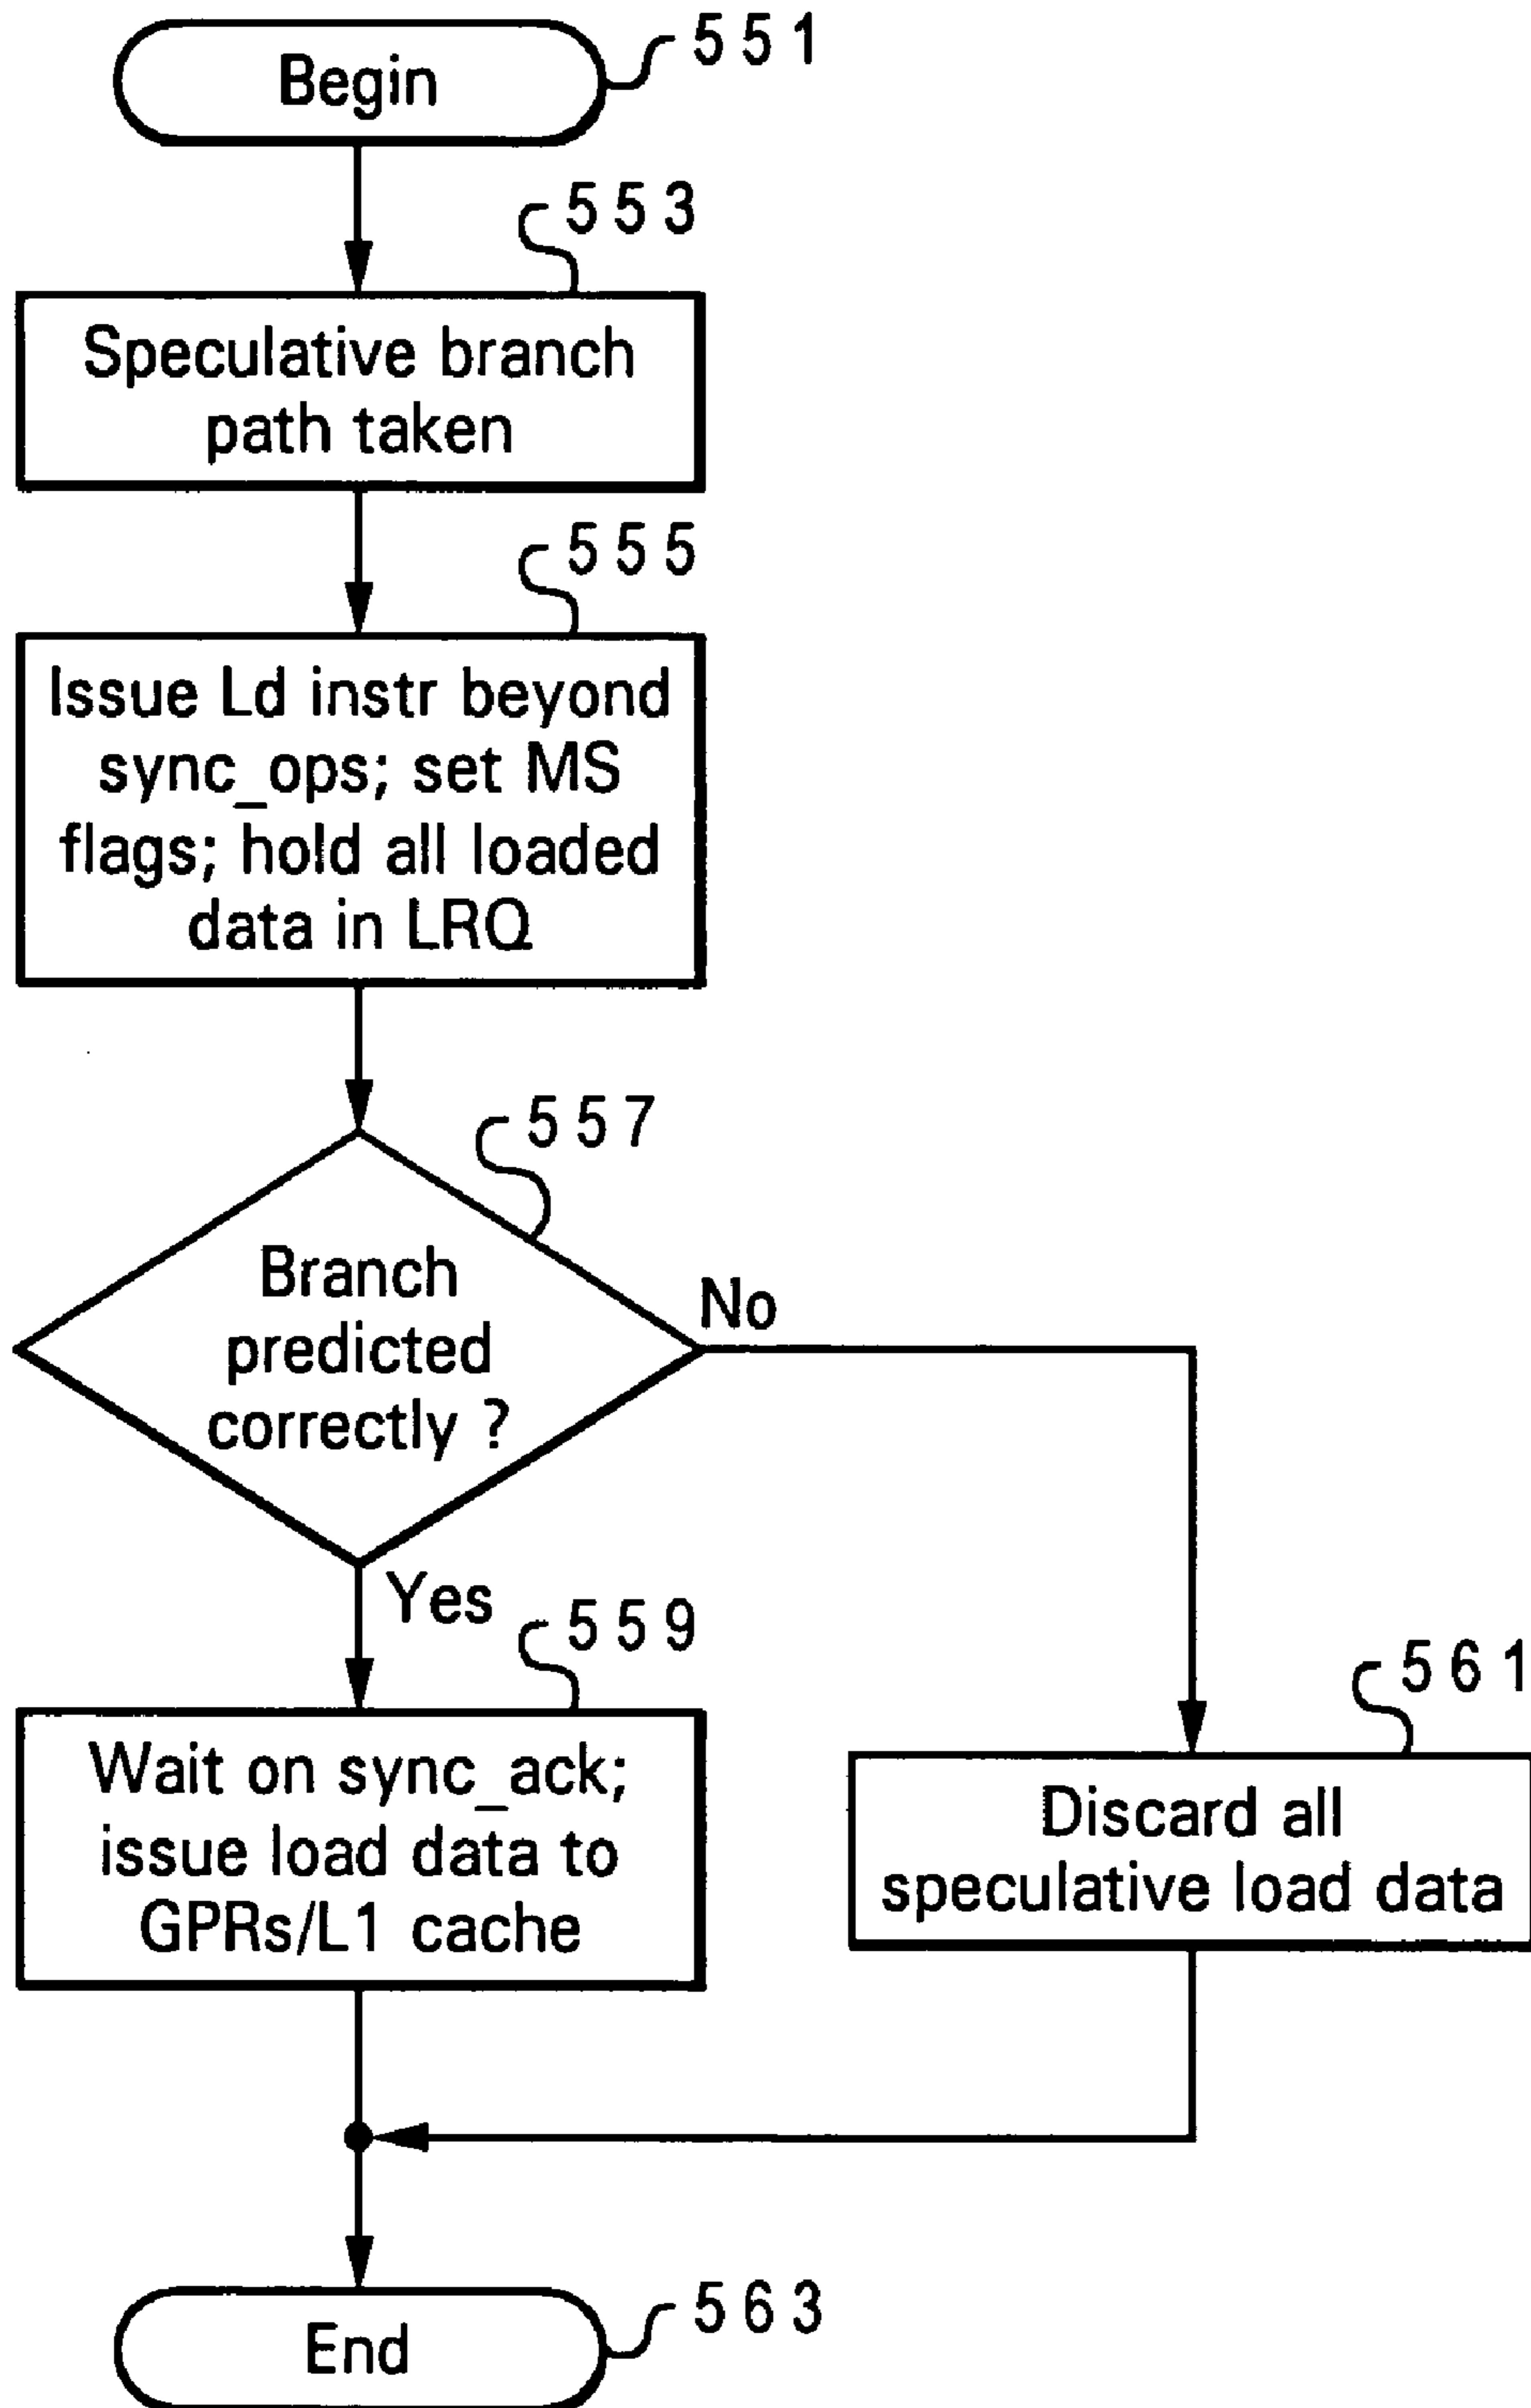 Begin
551
553
Speculative branch
path taken
555
Issue Ld instr beyond
sync_ops; set MS
flags; hold all loaded
data in LRQ
557
Branch
predicted
correctly ?
No
Yes
559
Wait on sync_ack;
issue load data to
GPRs/L1 cache
561
Discard all
speculative load data
End
563